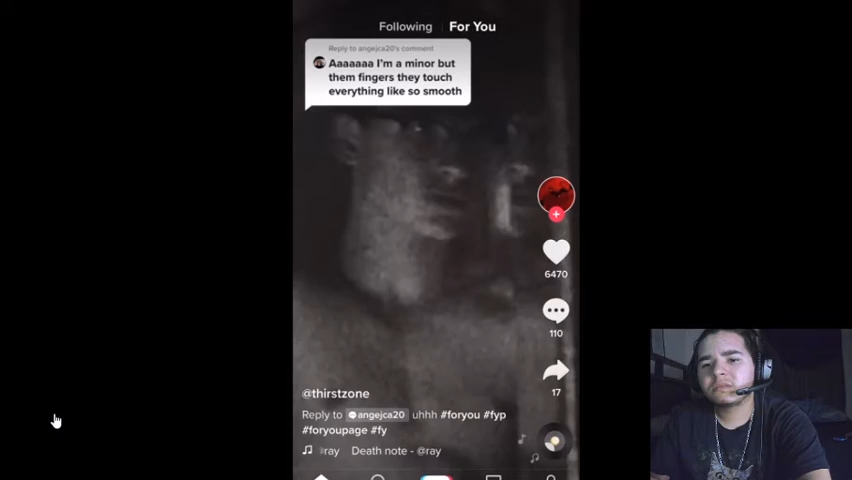 Following For You
Reply to angejca20's comment
Aaaaaaa I'm a minor but
them fingers they touch
everything like so smooth
6470
110
17
@thirstzone
Reply to angejca20 uhhh #foryou #fyp
#foryoupage #fy
ray Death note - @ray